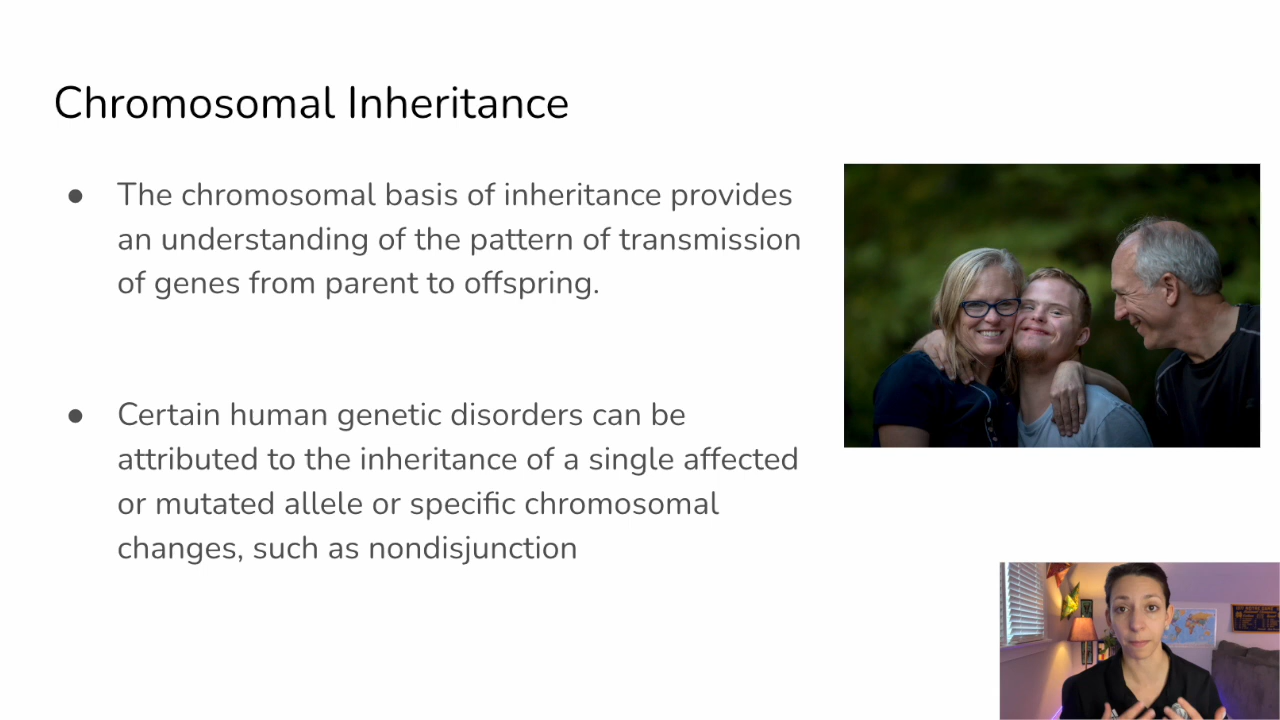 Chromosomal Inheritance
● The chromosomal basis of inheritance provides
an understanding of the pattern of transmission
of genes from parent to offspring.
● Certain human genetic disorders can be
attributed to the inheritance of a single affected
or mutated allele or specific chromosomal
changes, such as nondisjunction